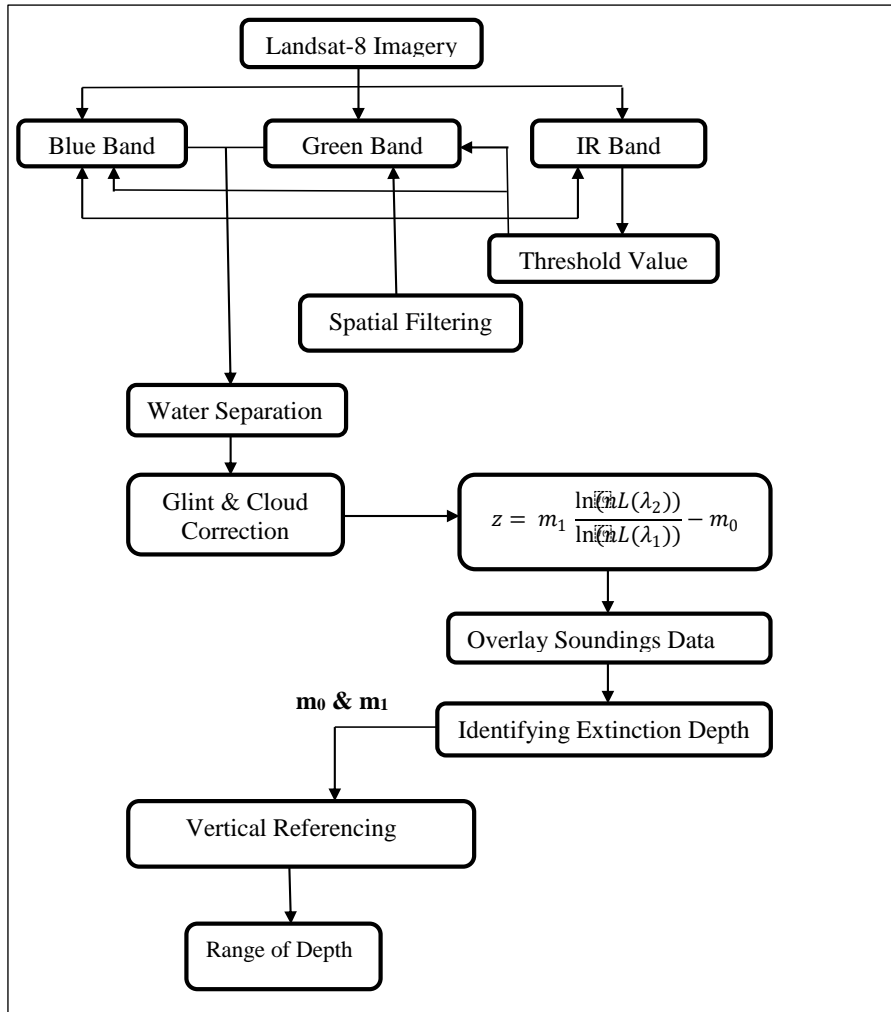 Landsat-8 Imagery
Blue Band
Green Band
IR Band
Threshold Value
Spatial Filtering
Water Separation
Glint & Cloud
Correction
z = m₁ ln(nL(λ₂)) / ln(nL(λ₁)) − m₀
Overlay Soundings Data
m₀ & m₁
Identifying Extinction Depth
Vertical Referencing
Range of Depth